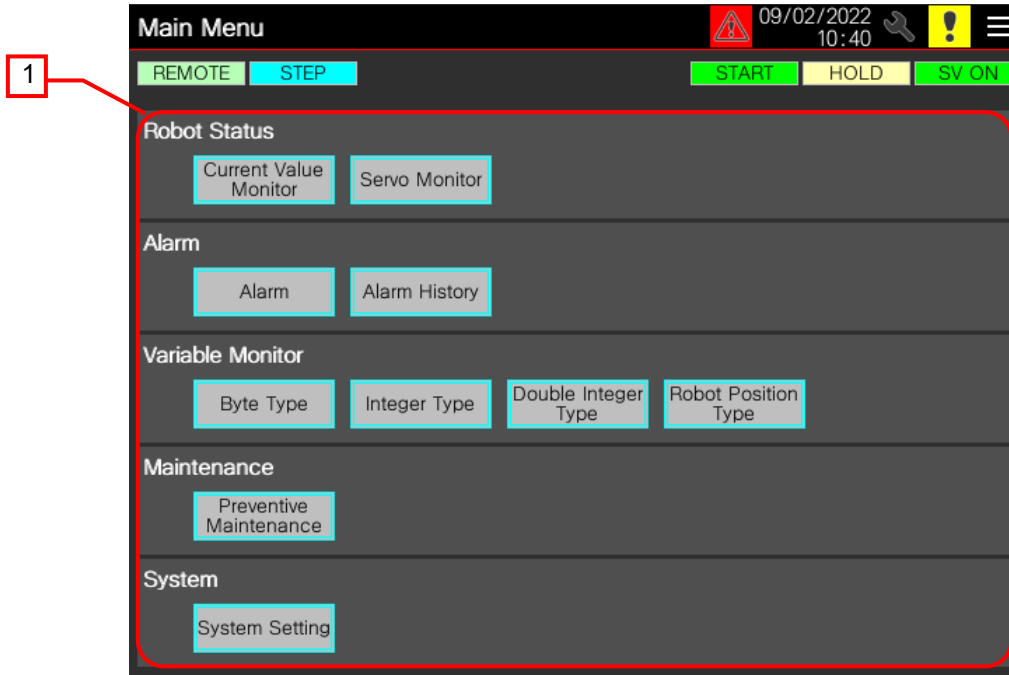 Main Menu
09/02/2022
10:40
1
REMOTE STEP START HOLD SV ON
Robot Status
Current Value
Monitor
Servo Monitor
Alarm
Alarm
Alarm History
Variable Monitor
Byte Type
Integer Type
Double Integer
Type
Robot Position
Type
Maintenance
Preventive
Maintenance
System
System Setting